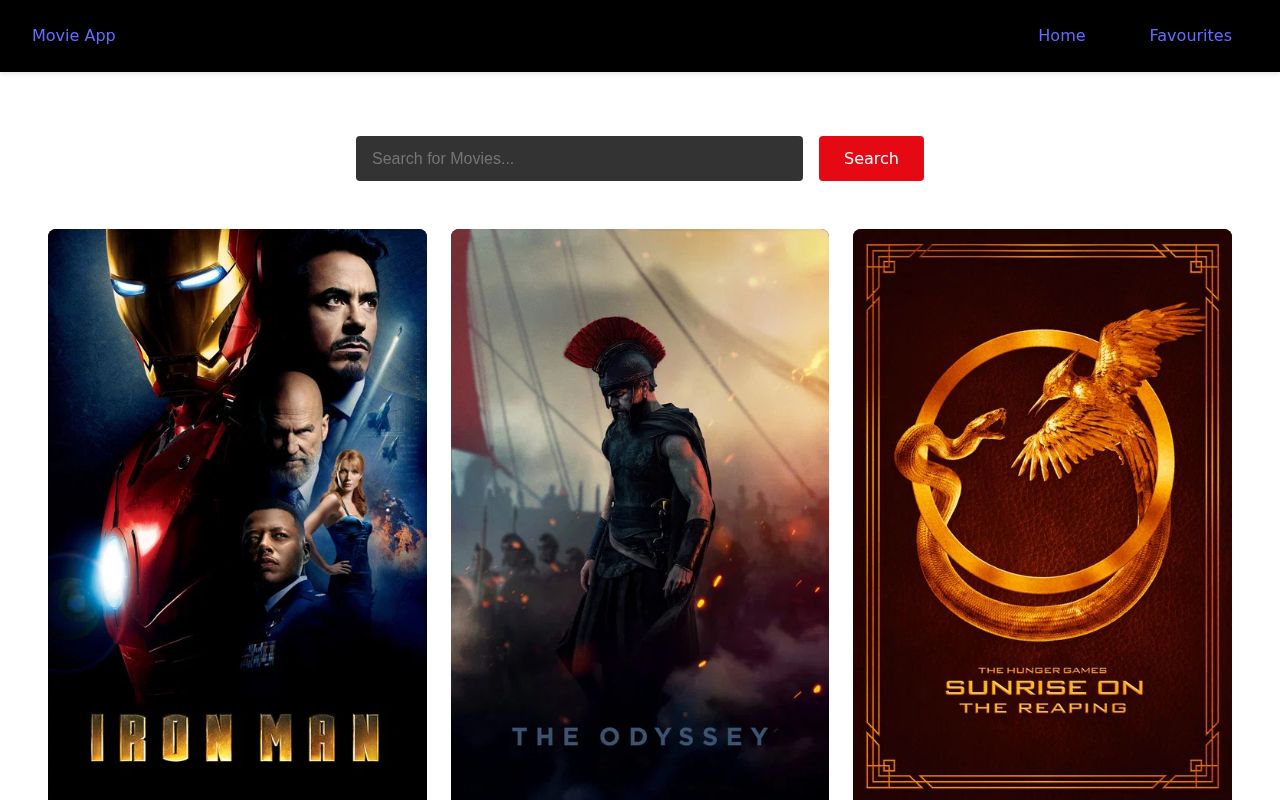 Movie App
Home
Favourites
Search for Movies...
Search
IRON MAN
THE ODYSSEY
THE HUNGER GAMES
SUNRISE ON
THE REAPING